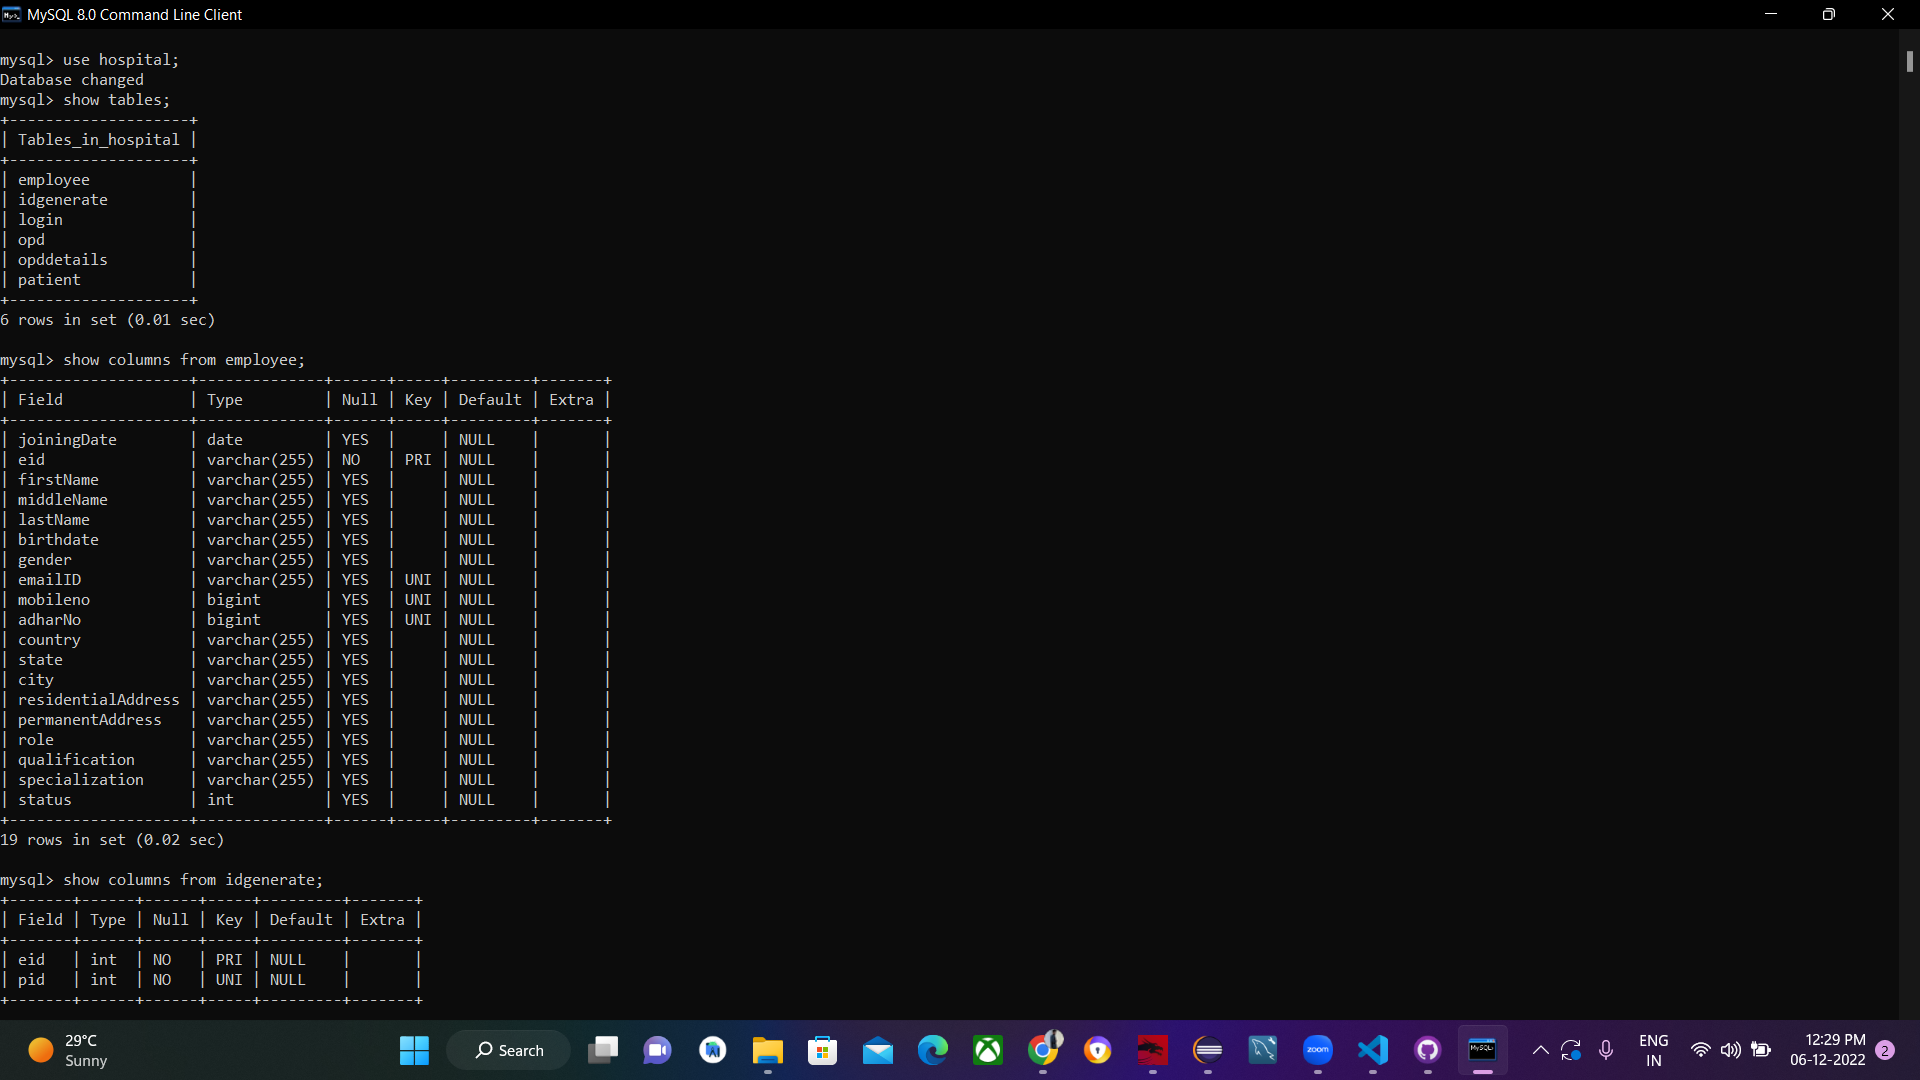 MySQL 8.0 Command Line Client
mysql> use hospital;
Database changed
mysql> show tables;
+--------------------+
| Tables_in_hospital |
+--------------------+
| employee           |
| idgenerate         |
| login              |
| opd                |
| opddetails         |
| patient            |
+--------------------+
6 rows in set (0.01 sec)
mysql> show columns from employee;
+--------------------+--------------+------+-----+---------+-------+
| Field              | Type         | Null | Key | Default | Extra |
+--------------------+--------------+------+-----+---------+-------+
| joiningDate        | date         | YES  |     | NULL    |       |
| eid                | varchar(255) | NO   | PRI | NULL    |       |
| firstName          | varchar(255) | YES  |     | NULL    |       |
| middleName         | varchar(255) | YES  |     | NULL    |       |
| lastName           | varchar(255) | YES  |     | NULL    |       |
| birthdate          | varchar(255) | YES  |     | NULL    |       |
| gender             | varchar(255) | YES  |     | NULL    |       |
| emailID            | varchar(255) | YES  | UNI | NULL    |       |
| mobileno           | bigint       | YES  | UNI | NULL    |       |
| adharNo            | bigint       | YES  | UNI | NULL    |       |
| country            | varchar(255) | YES  |     | NULL    |       |
| state              | varchar(255) | YES  |     | NULL    |       |
| city               | varchar(255) | YES  |     | NULL    |       |
| residentialAddress | varchar(255) | YES  |     | NULL    |       |
| permanentAddress   | varchar(255) | YES  |     | NULL    |       |
| role               | varchar(255) | YES  |     | NULL    |       |
| qualification      | varchar(255) | YES  |     | NULL    |       |
| specialization     | varchar(255) | YES  |     | NULL    |       |
| status             | int          | YES  |     | NULL    |       |
+--------------------+--------------+------+-----+---------+-------+
19 rows in set (0.02 sec)
mysql> show columns from idgenerate;
+-------+------+------+-----+---------+-------+
| Field | Type | Null | Key | Default | Extra |
+-------+------+------+-----+---------+-------+
| eid   | int  | NO   | PRI | NULL    |       |
| pid   | int  | NO   | UNI | NULL    |       |
+-------+------+------+-----+---------+-------+
29°C
Sunny
Search
zoom
MySQL
ENG
IN
12:29 PM
06-12-2022
2